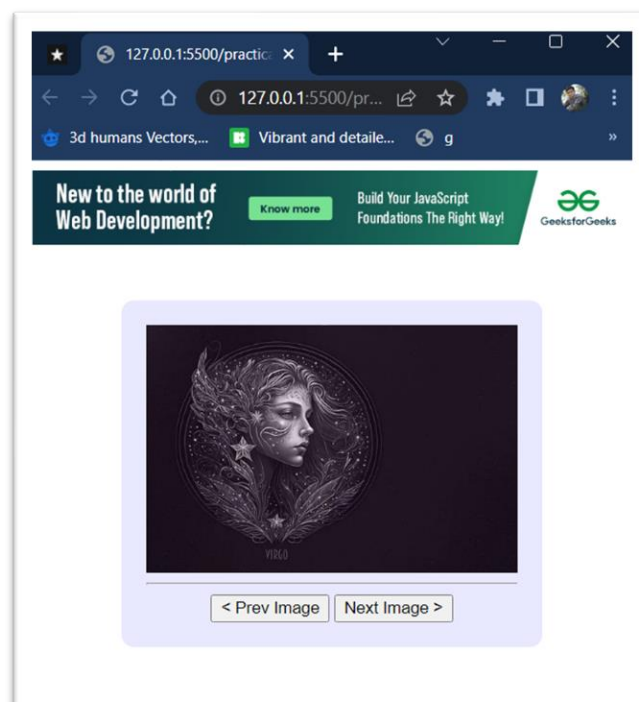 127.0.0.1:5500/practic
127.0.0.1:5500/pr...
3d humans Vectors,...
Vibrant and detaile...
g
»
New to the world of
Web Development?
Know more
Build Your JavaScript
Foundations The Right Way!
GeeksforGeeks
VIRGO
< Prev Image
Next Image >